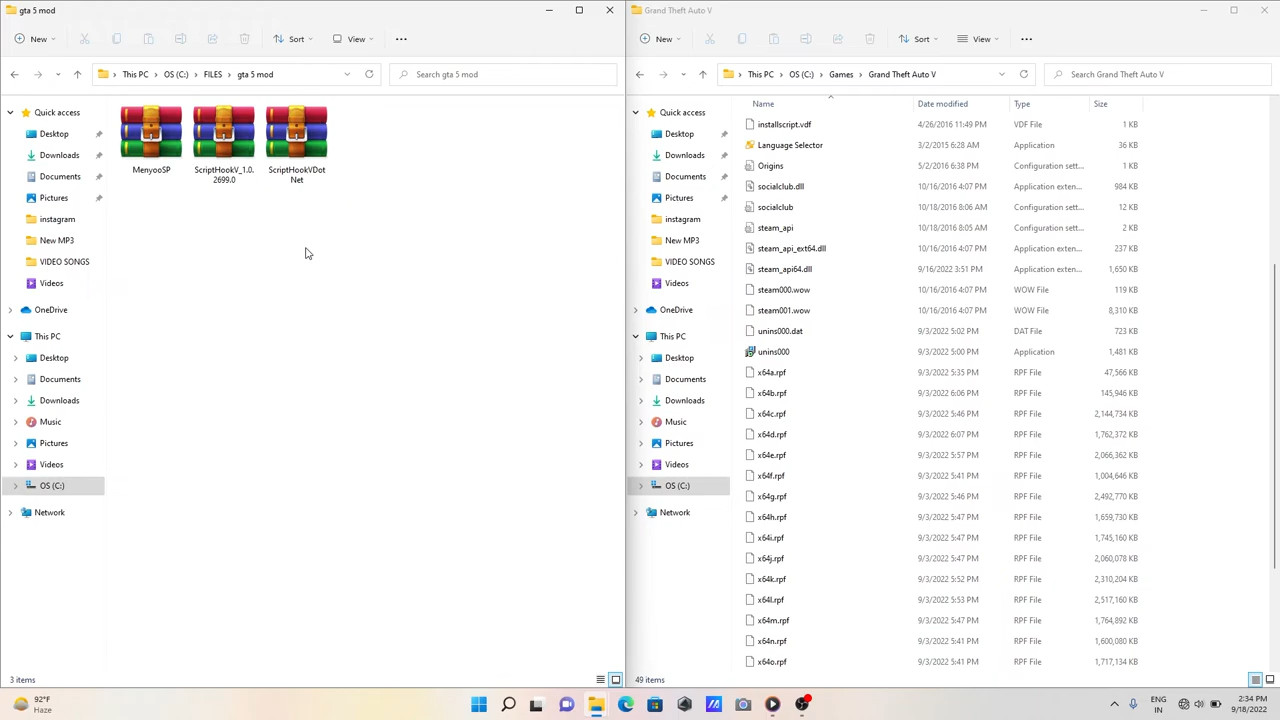 gta 5 mod
New
Sort
View
This PC
OS (C:)
FILES
gta 5 mod
Search gta 5 mod
Quick access
Desktop
Downloads
Documents
Pictures
instagram
New MP3
VIDEO SONGS
Videos
OneDrive
This PC
Desktop
Documents
Downloads
Music
Pictures
Videos
OS (C:)
Network
MenyooSP
ScriptHookV_1.0.
2699.0
ScriptHookVDot
Net
3 items
Grand Theft Auto V
New
Sort
View
This PC
OS (C:)
Games
Grand Theft Auto V
Search Grand Theft Auto V
Quick access
Desktop
Downloads
Documents
Pictures
instagram
New MP3
VIDEO SONGS
Videos
OneDrive
This PC
Desktop
Documents
Downloads
Music
Pictures
Videos
OS (C:)
Network
Name Date modified Type Size
installscript.vdf 4/26/2016 11:49 PM VDF File 1 KB
Language Selector 3/2/2015 6:28 AM Application 36 KB
Origins 5/2/2016 6:38 PM Configuration sett... 1 KB
socialclub.dll 10/16/2016 4:07 PM Application exten... 984 KB
socialclub 10/18/2016 8:06 AM Configuration sett... 12 KB
steam_api 10/18/2016 8:05 AM Configuration sett... 2 KB
steam_api_ext64.dll 10/16/2016 4:07 PM Application exten... 237 KB
steam_api64.dll 9/16/2022 3:51 PM Application exten... 1,650 KB
steam000.wow 10/16/2016 4:07 PM WOW File 119 KB
steam001.wow 10/16/2016 4:07 PM WOW File 8,310 KB
unins000.dat 9/3/2022 5:02 PM DAT File 723 KB
unins000 9/3/2022 5:00 PM Application 1,481 KB
x64a.rpf 9/3/2022 5:35 PM RPF File 47,566 KB
x64b.rpf 9/3/2022 6:06 PM RPF File 145,946 KB
x64c.rpf 9/3/2022 5:46 PM RPF File 2,144,734 KB
x64d.rpf 9/3/2022 6:07 PM RPF File 1,762,372 KB
x64e.rpf 9/3/2022 5:57 PM RPF File 2,066,362 KB
x64f.rpf 9/3/2022 5:41 PM RPF File 1,004,646 KB
x64g.rpf 9/3/2022 5:46 PM RPF File 2,492,770 KB
x64h.rpf 9/3/2022 5:47 PM RPF File 1,659,730 KB
x64i.rpf 9/3/2022 5:47 PM RPF File 1,745,160 KB
x64j.rpf 9/3/2022 5:47 PM RPF File 2,060,078 KB
x64k.rpf 9/3/2022 5:52 PM RPF File 2,310,204 KB
x64l.rpf 9/3/2022 5:53 PM RPF File 2,517,160 KB
x64m.rpf 9/3/2022 5:47 PM RPF File 1,764,892 KB
x64n.rpf 9/3/2022 5:41 PM RPF File 1,600,080 KB
x64o.rpf 9/3/2022 5:41 PM RPF File 1,717,134 KB
49 items
92°F
Haze
ENG
IN
2:34 PM
9/18/2022